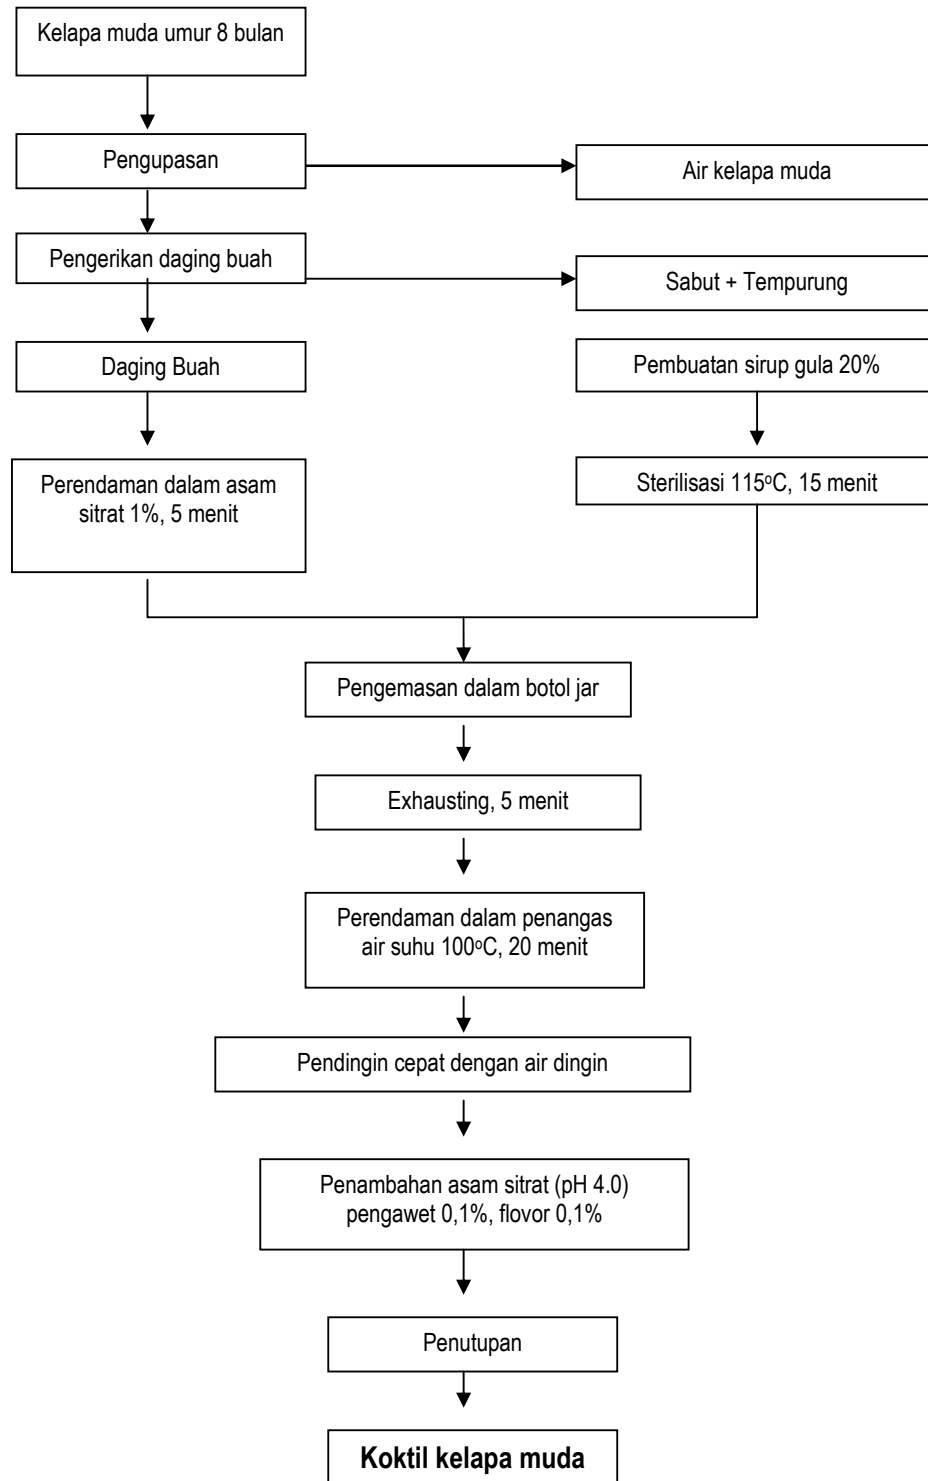 Kelapa muda umur 8 bulan
Pengupasan
Air kelapa muda
Pengerikan daging buah
Sabut + Tempurung
Daging Buah
Pembuatan sirup gula 20%
Perendaman dalam asam
sitrat 1%, 5 menit
Sterilisasi 115ºC, 15 menit
Pengemasan dalam botol jar
Exhausting, 5 menit
Perendaman dalam penangas
air suhu 100ºC, 20 menit
Pendingin cepat dengan air dingin
Penambahan asam sitrat (pH 4.0)
pengawet 0,1%, flovor 0,1%
Penutupan
Koktil kelapa muda